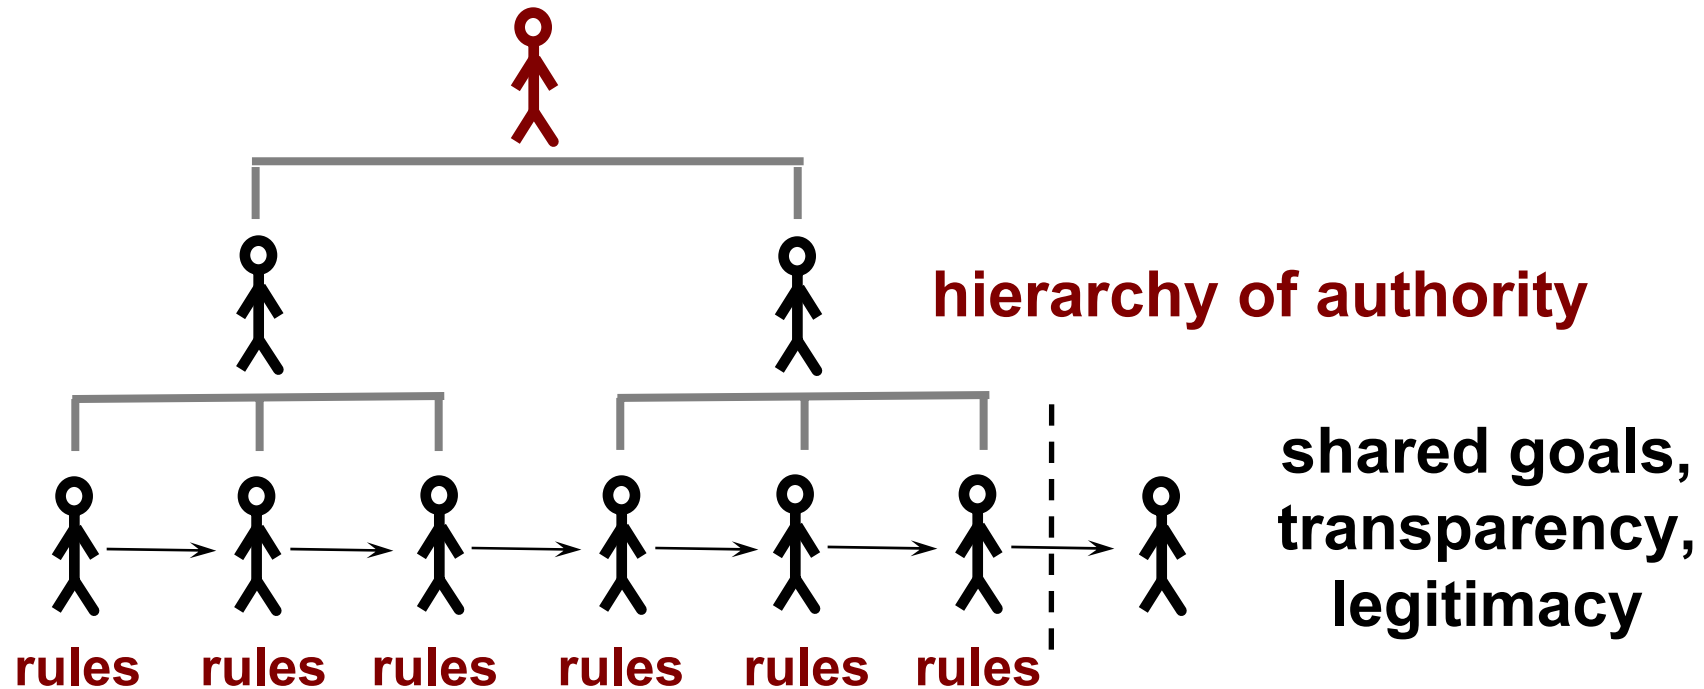 hierarchy of authority
shared goals,
transparency,
legitimacy
rules rules rules rules rules rules